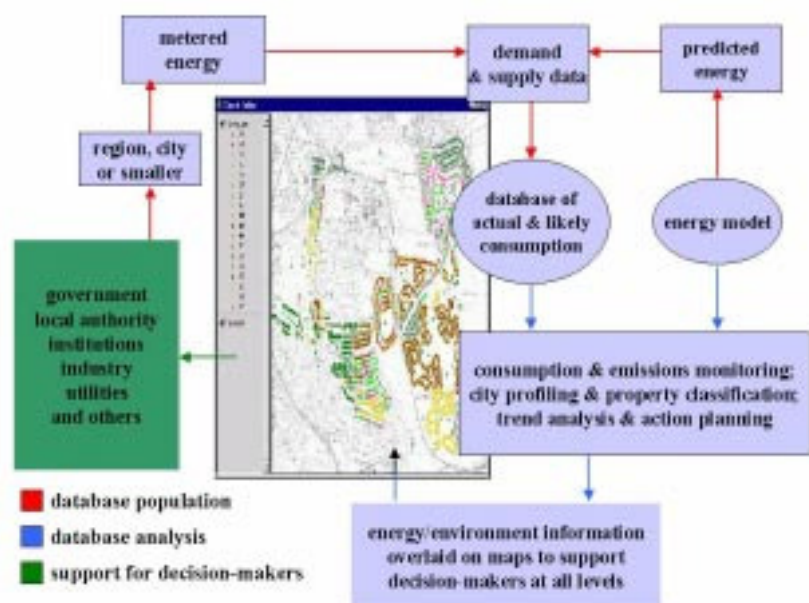 metered
energy
demand
& supply data
predicted
energy
region, city
or smaller
database of
actual & likely
consumption
energy model
government
local authority
institutions
industry
utilities
and others
consumption & emissions monitoring;
city profiling & property classification;
trend analysis & action planning
database population
database analysis
support for decision-makers
energy/environment information
overlaid on maps to support
decision-makers at all levels